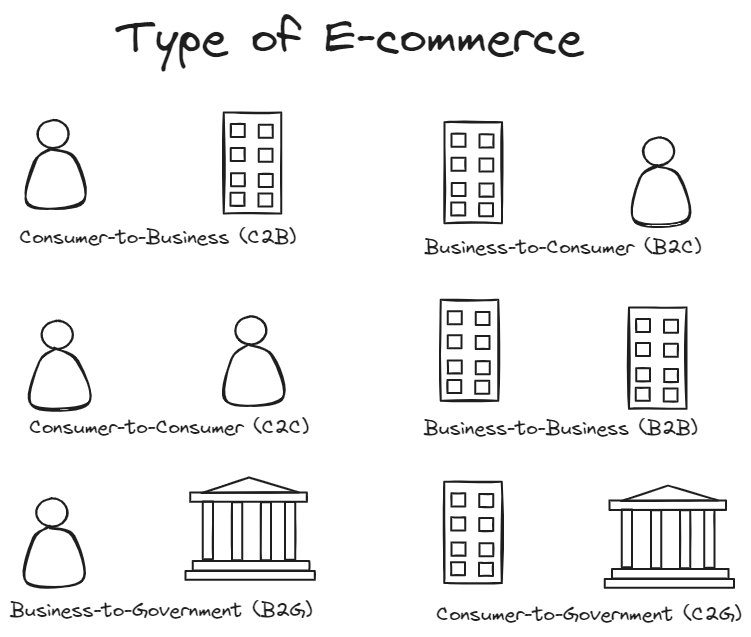 Type of E-commerce
Consumer-to-Business (C2B)
Business-to-Consumer (B2C)
Consumer-to-Consumer (C2C)
Business-to-Business (B2B)
Business-to-Government (B2G)
Consumer-to-Government (C2G)